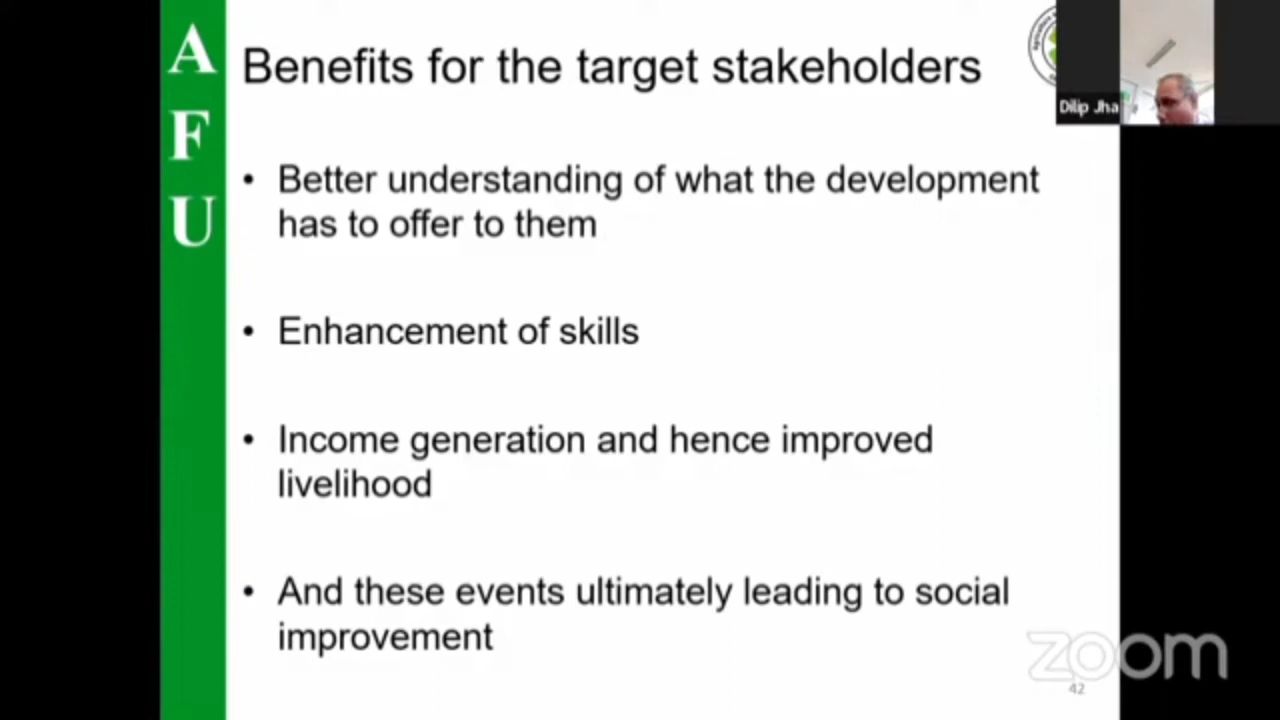 A
F
U
Benefits for the target stakeholders
Dilip Jha
• Better understanding of what the development
has to offer to them
• Enhancement of skills
• Income generation and hence improved
livelihood
• And these events ultimately leading to social
improvement
zoom
42